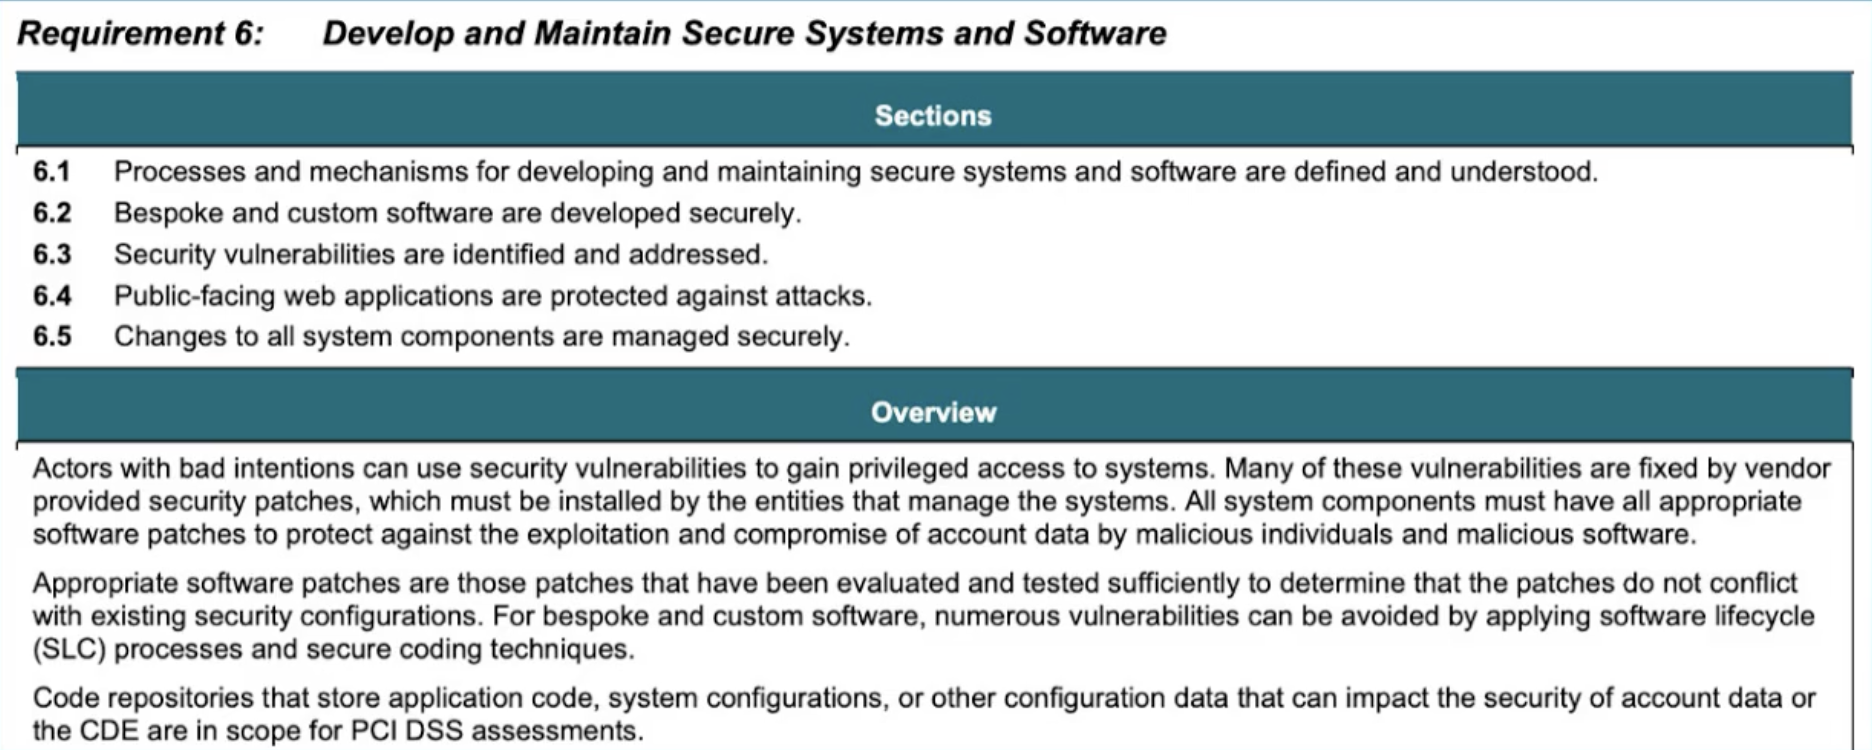 Requirement 6: Develop and Maintain Secure Systems and Software
Sections
6.1 Processes and mechanisms for developing and maintaining secure systems and software are defined and understood.
6.2 Bespoke and custom software are developed securely.
6.3 Security vulnerabilities are identified and addressed.
6.4 Public-facing web applications are protected against attacks.
6.5 Changes to all system components are managed securely.
Overview
Actors with bad intentions can use security vulnerabilities to gain privileged access to systems. Many of these vulnerabilities are fixed by vendor
provided security patches, which must be installed by the entities that manage the systems. All system components must have all appropriate
software patches to protect against the exploitation and compromise of account data by malicious individuals and malicious software.
Appropriate software patches are those patches that have been evaluated and tested sufficiently to determine that the patches do not conflict
with existing security configurations. For bespoke and custom software, numerous vulnerabilities can be avoided by applying software lifecycle
(SLC) processes and secure coding techniques.
Code repositories that store application code, system configurations, or other configuration data that can impact the security of account data or
the CDE are in scope for PCI DSS assessments.